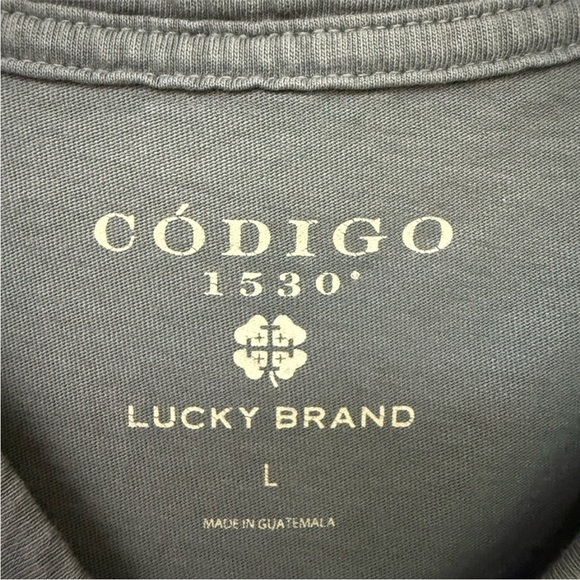 CÓDIGO
1530®
LUCKY BRAND
L
MADE IN GUATEMALA